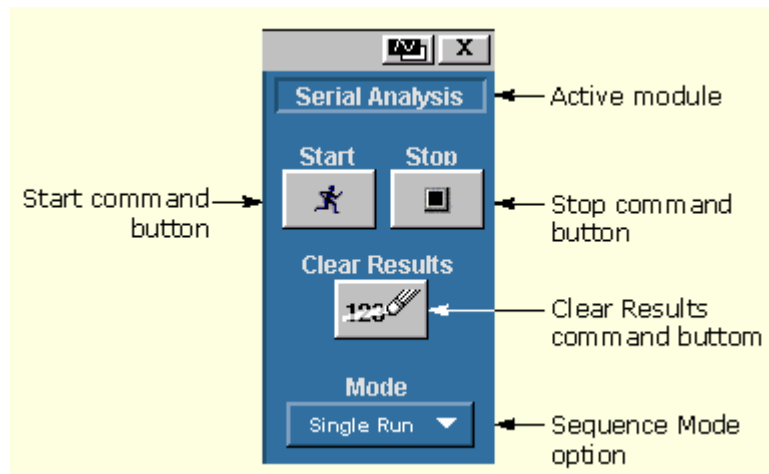 X
Serial Analysis
Active module
Start
Stop
Start command
button
Stop command
button
Clear Results
123
Clear Results
command buttom
Mode
Single Run
Sequence Mode
option